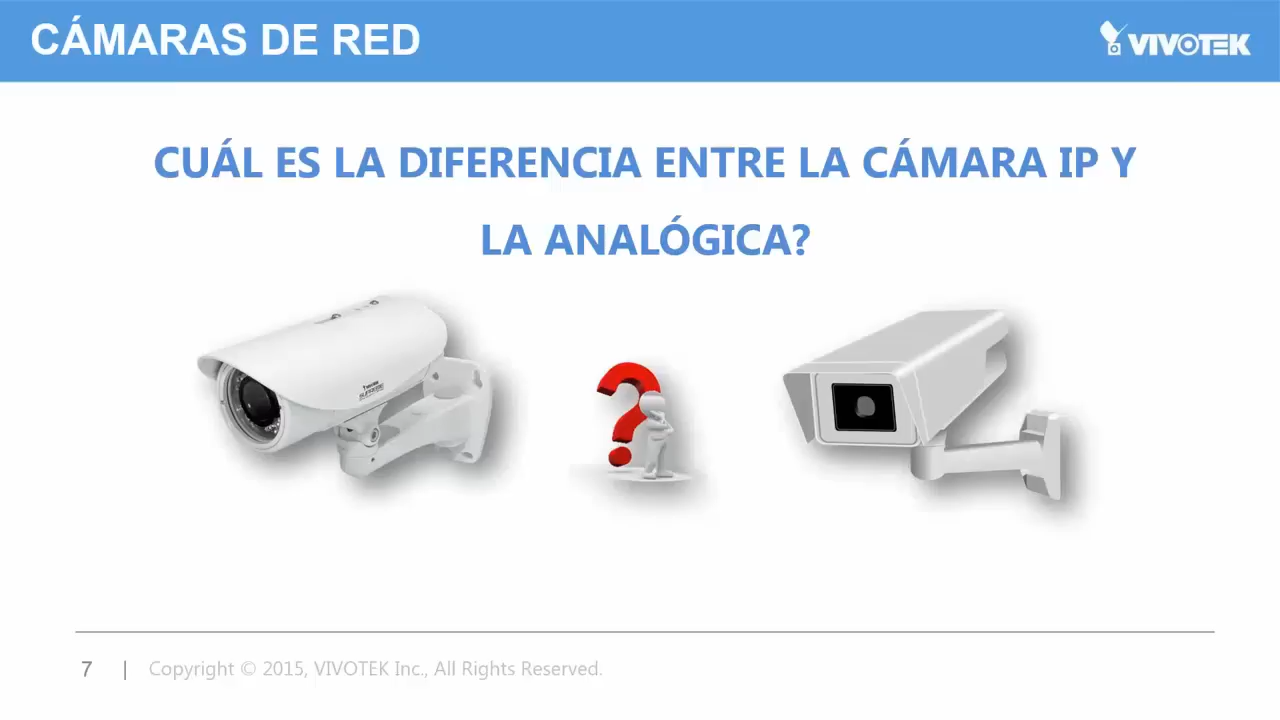 CÁMARAS DE RED
VIVOTEK
CUÁL ES LA DIFERENCIA ENTRE LA CÁMARA IP Y
LA ANALÓGICA?
7 | Copyright © 2015, VIVOTEK Inc., All Rights Reserved.